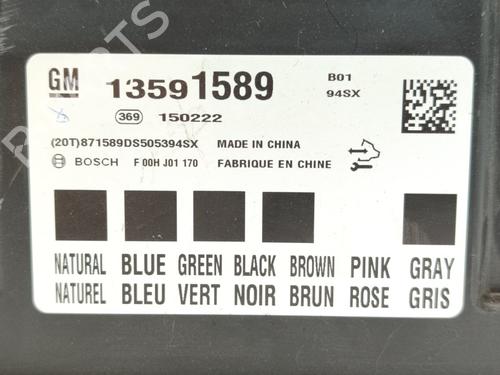 PARTS
GM 13591589 B01
94SX
369 150222
(20T)871589DS505394SX MADE IN CHINA
BOSCH F 00H J01 170 FABRIQUE EN CHINE
NATURAL BLUE GREEN BLACK BROWN PINK GRAY
NATUREL BLEU VERT NOIR BRUN ROSE GRIS